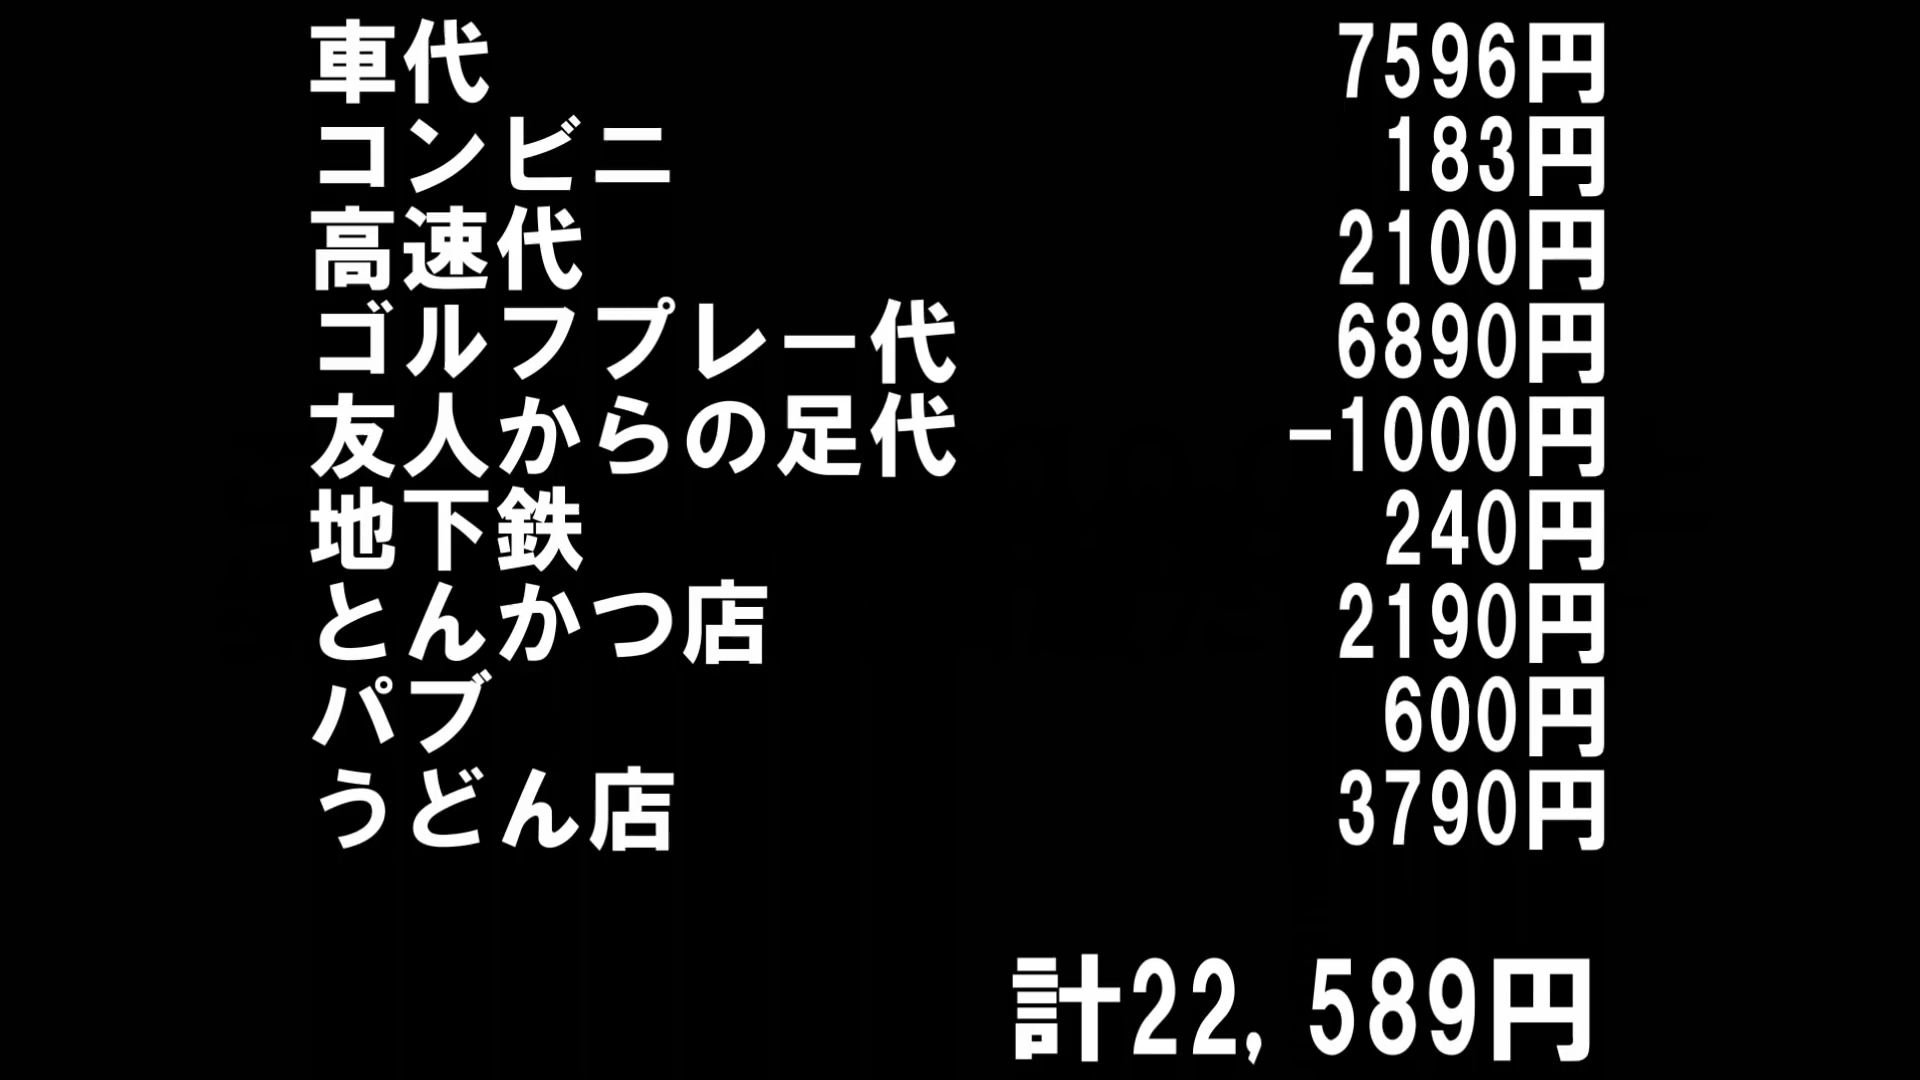 車代 7596円
コンビニ 183円
高速代 2100円
ゴルフプレー代 6890円
友人からの足代 -1000円
地下鉄 240円
とんかつ店 2190円
パブ 600円
うどん店 3790円
計22,589円